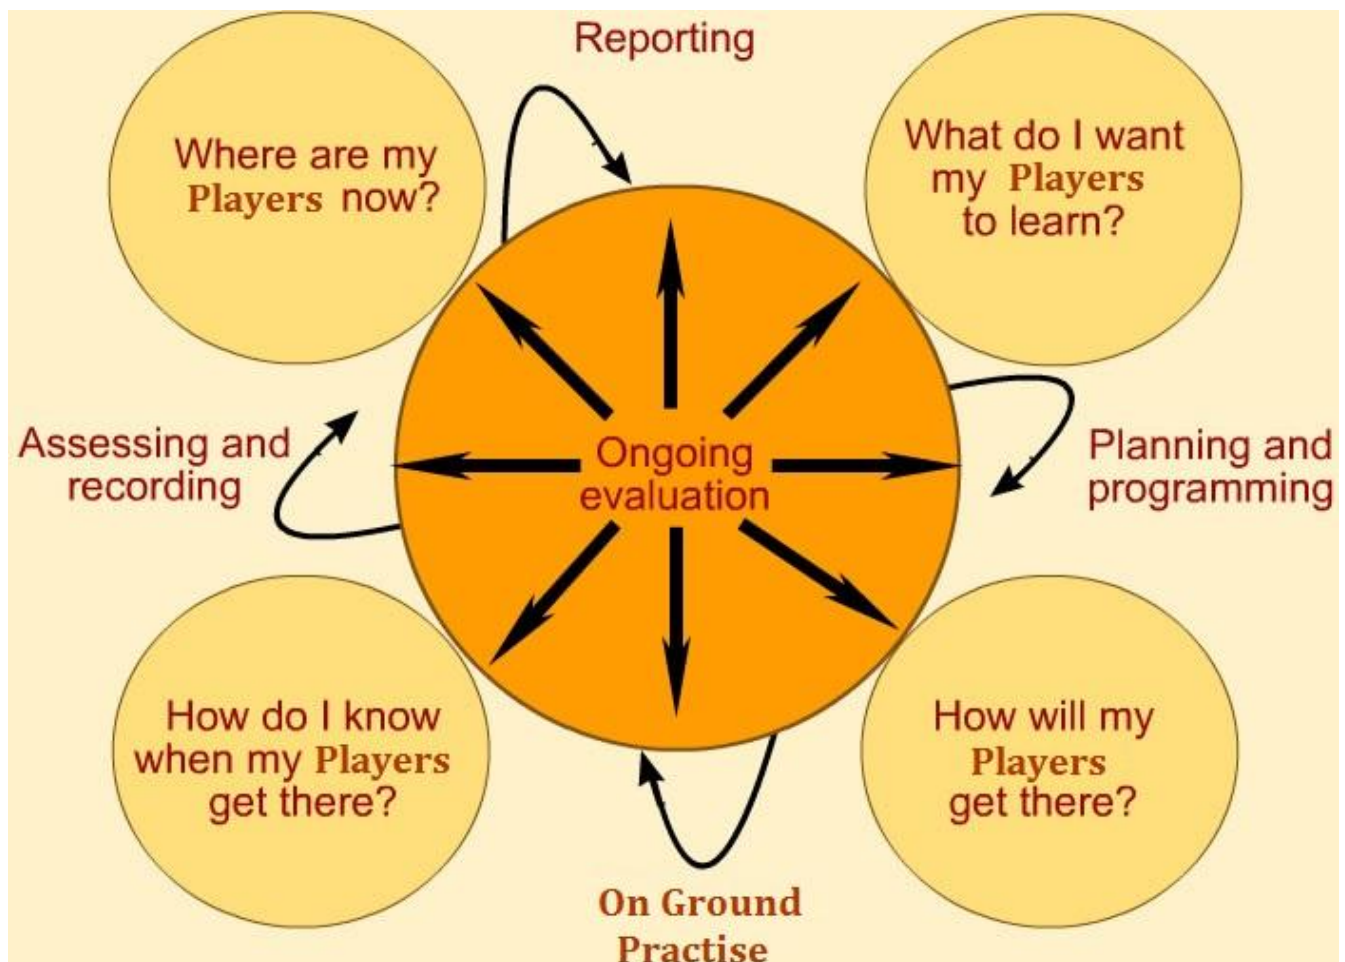 Reporting
Where are my
Players now?
What do I want
my Players
to learn?
Assessing and
recording
Ongoing
evaluation
Planning and
programming
How do I know
when my Players
get there?
How will my
Players
get there?
On Ground
Practise